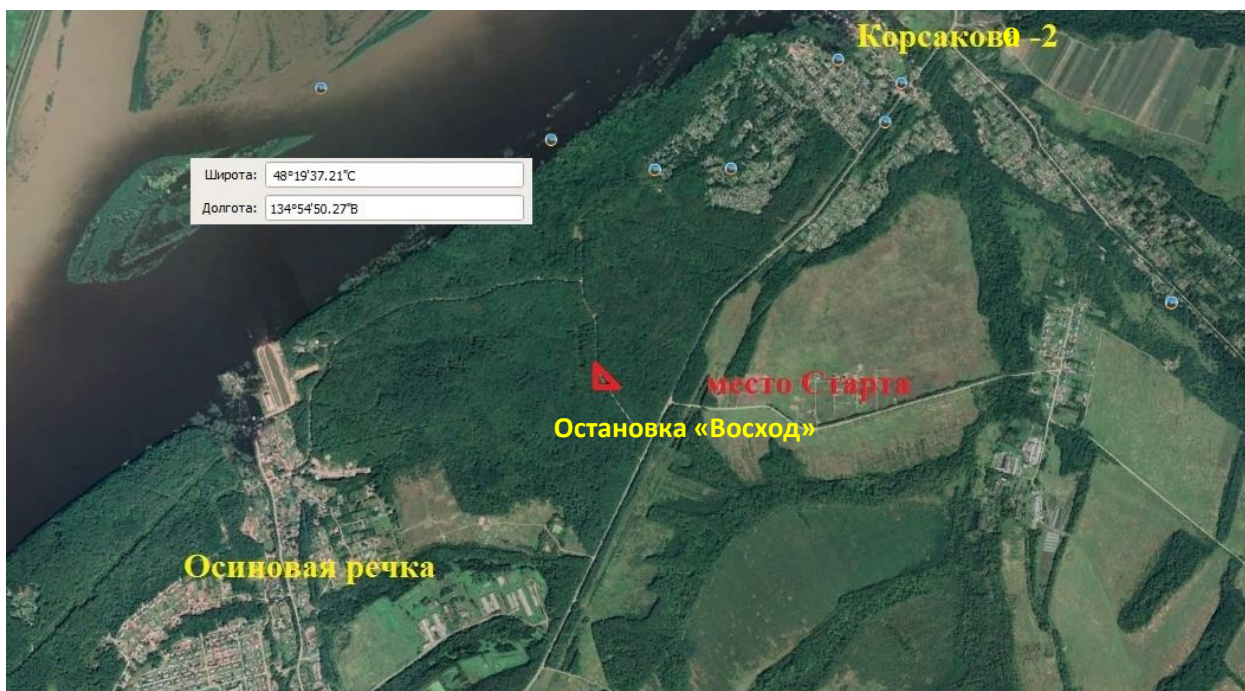 Корсаково -2
Широта: 48°19'37.21"С
Долгота: 134°54'50.27"В
место Старта
Остановка «Восход»
Осиновая речка